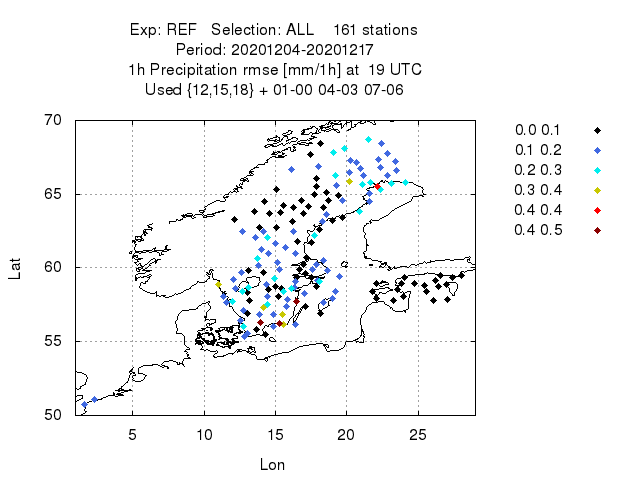 Exp: REF   Selection: ALL    161 stations
Period: 20201204-20201217
1h Precipitation rmse [mm/1h] at  19 UTC
Used {12,15,18} + 01-00 04-03 07-06
70
65
60
55
50
Lat
5 10 15 20 25
Lon
0.0 0.1
0.1 0.2
0.2 0.3
0.3 0.4
0.4 0.4
0.4 0.5